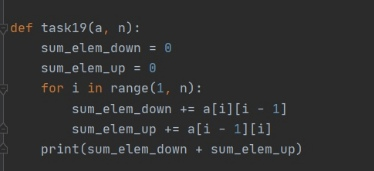 def task19(a, n):
    sum_elem_down = 0
    sum_elem_up = 0
    for i in range(1, n):
        sum_elem_down += a[i][i - 1]
        sum_elem_up += a[i - 1][i]
    print(sum_elem_down + sum_elem_up)